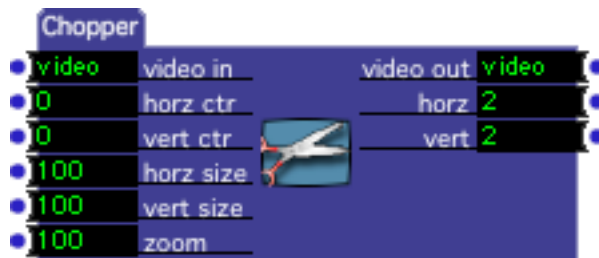 Chopper
video video in video out video
0 horz ctr horz 2
0 vert ctr vert 2
100 horz size
100 vert size
100 zoom